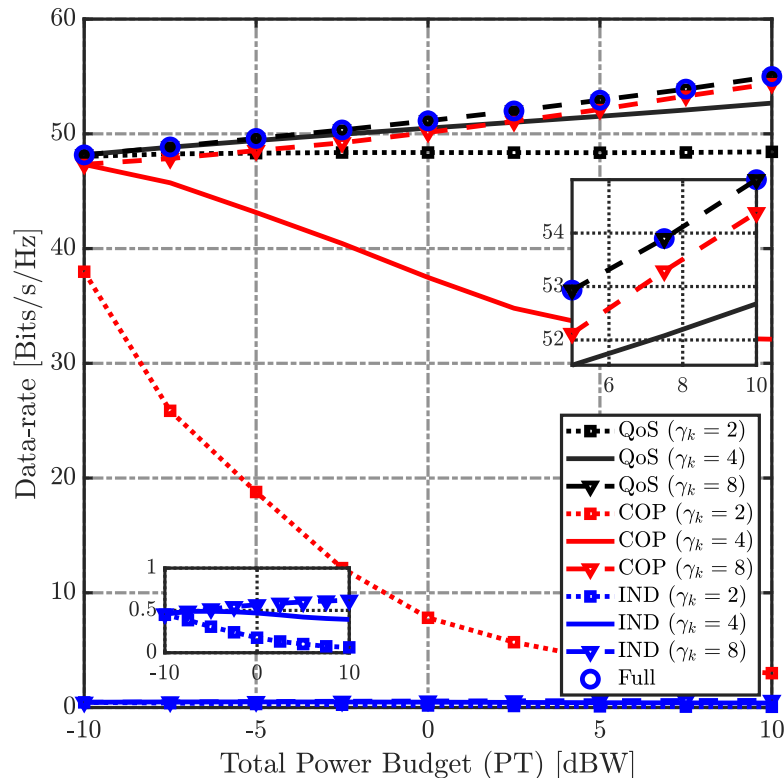 60
50
40
30
20
10
0
Data-rate [Bits/s/Hz]
54
53
52
6
8
10
QoS (γₖ = 2)
QoS (γₖ = 4)
QoS (γₖ = 8)
COP (γₖ = 2)
COP (γₖ = 4)
COP (γₖ = 8)
IND (γₖ = 2)
IND (γₖ = 4)
IND (γₖ = 8)
Full
1
0.5
0
-10
0
10
-10
-5
0
5
10
Total Power Budget (PT) [dBW]